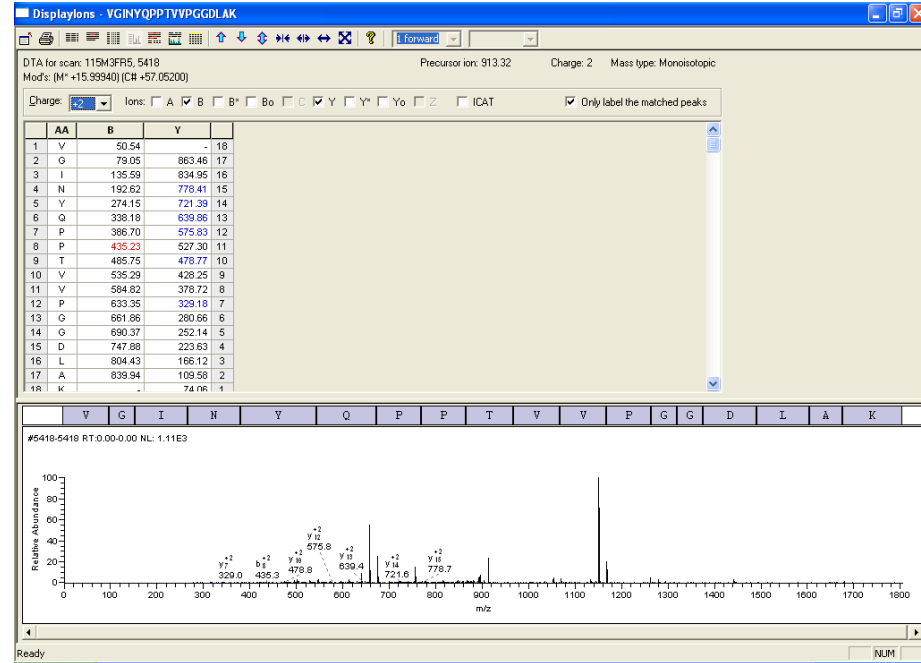 DisplayIons - VGINYQPPTVVPGGDLAK
1 forward
DTA for scan: 115M3FR5, 5418 Precursor ion: 913.32 Charge: 2 Mass type: Monoisotopic
Mod's: (M* +15.99940) (C# +57.05200)
Charge: +2 Ions: A B B* Bo C Y Y* Yo Z ICAT Only label the matched peaks
AA B Y
1 V 50.54 - 18
2 G 79.05 863.46 17
3 I 135.59 834.95 16
4 N 192.62 778.41 15
5 Y 274.15 721.39 14
6 Q 338.18 639.86 13
7 P 386.70 575.83 12
8 P 435.23 527.30 11
9 T 485.75 478.77 10
10 V 535.29 428.25 9
11 V 584.82 378.72 8
12 P 633.35 329.18 7
13 G 661.86 280.66 6
14 G 690.37 252.14 5
15 D 747.88 223.63 4
16 L 804.43 166.12 3
17 A 839.94 109.58 2
18 K - 74.06 1
V G I N Y Q P P T V V P G G D L A K
#5418-5418 RT:0.00-0.00 NL: 1.11E3
Relative Abundance
100
80
60
40
20
0
y7 +2 329.0
b8 +2 435.3
y10 +2 478.8
y12 +2 575.8
y13 +2 639.4
y14 +2 721.6
y15 +2 778.7
0 100 200 300 400 500 600 700 800 900 1000 1100 1200 1300 1400 1500 1600 1700 1800
m/z
Ready NUM